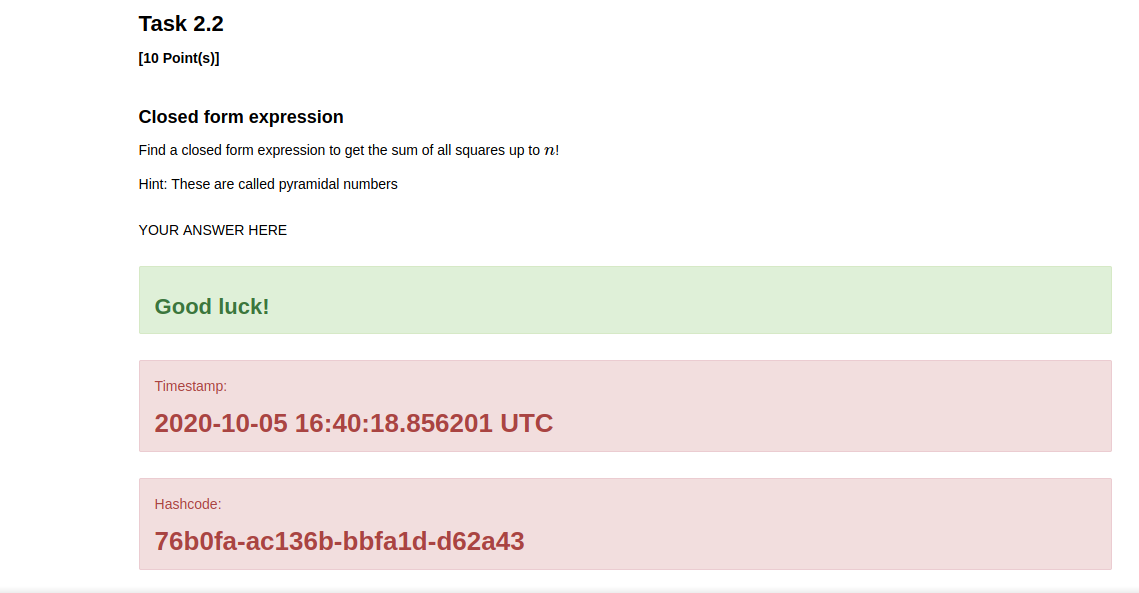 Task 2.2
[10 Point(s)]
Closed form expression
Find a closed form expression to get the sum of all squares up to n!
Hint: These are called pyramidal numbers
YOUR ANSWER HERE
Good luck!
Timestamp:
2020-10-05 16:40:18.856201 UTC
Hashcode:
76b0fa-ac136b-bbfa1d-d62a43